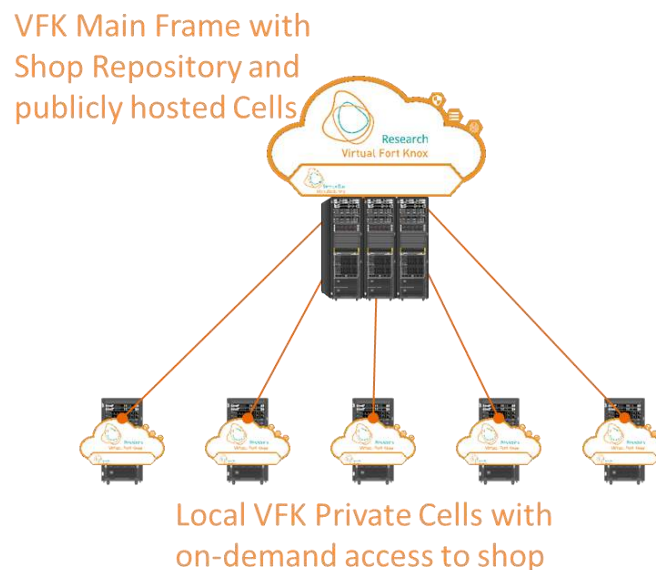 VFK Main Frame with
Shop Repository and
publicly hosted Cells
Research
Virtual Fort Knox
Local VFK Private Cells with
on-demand access to shop